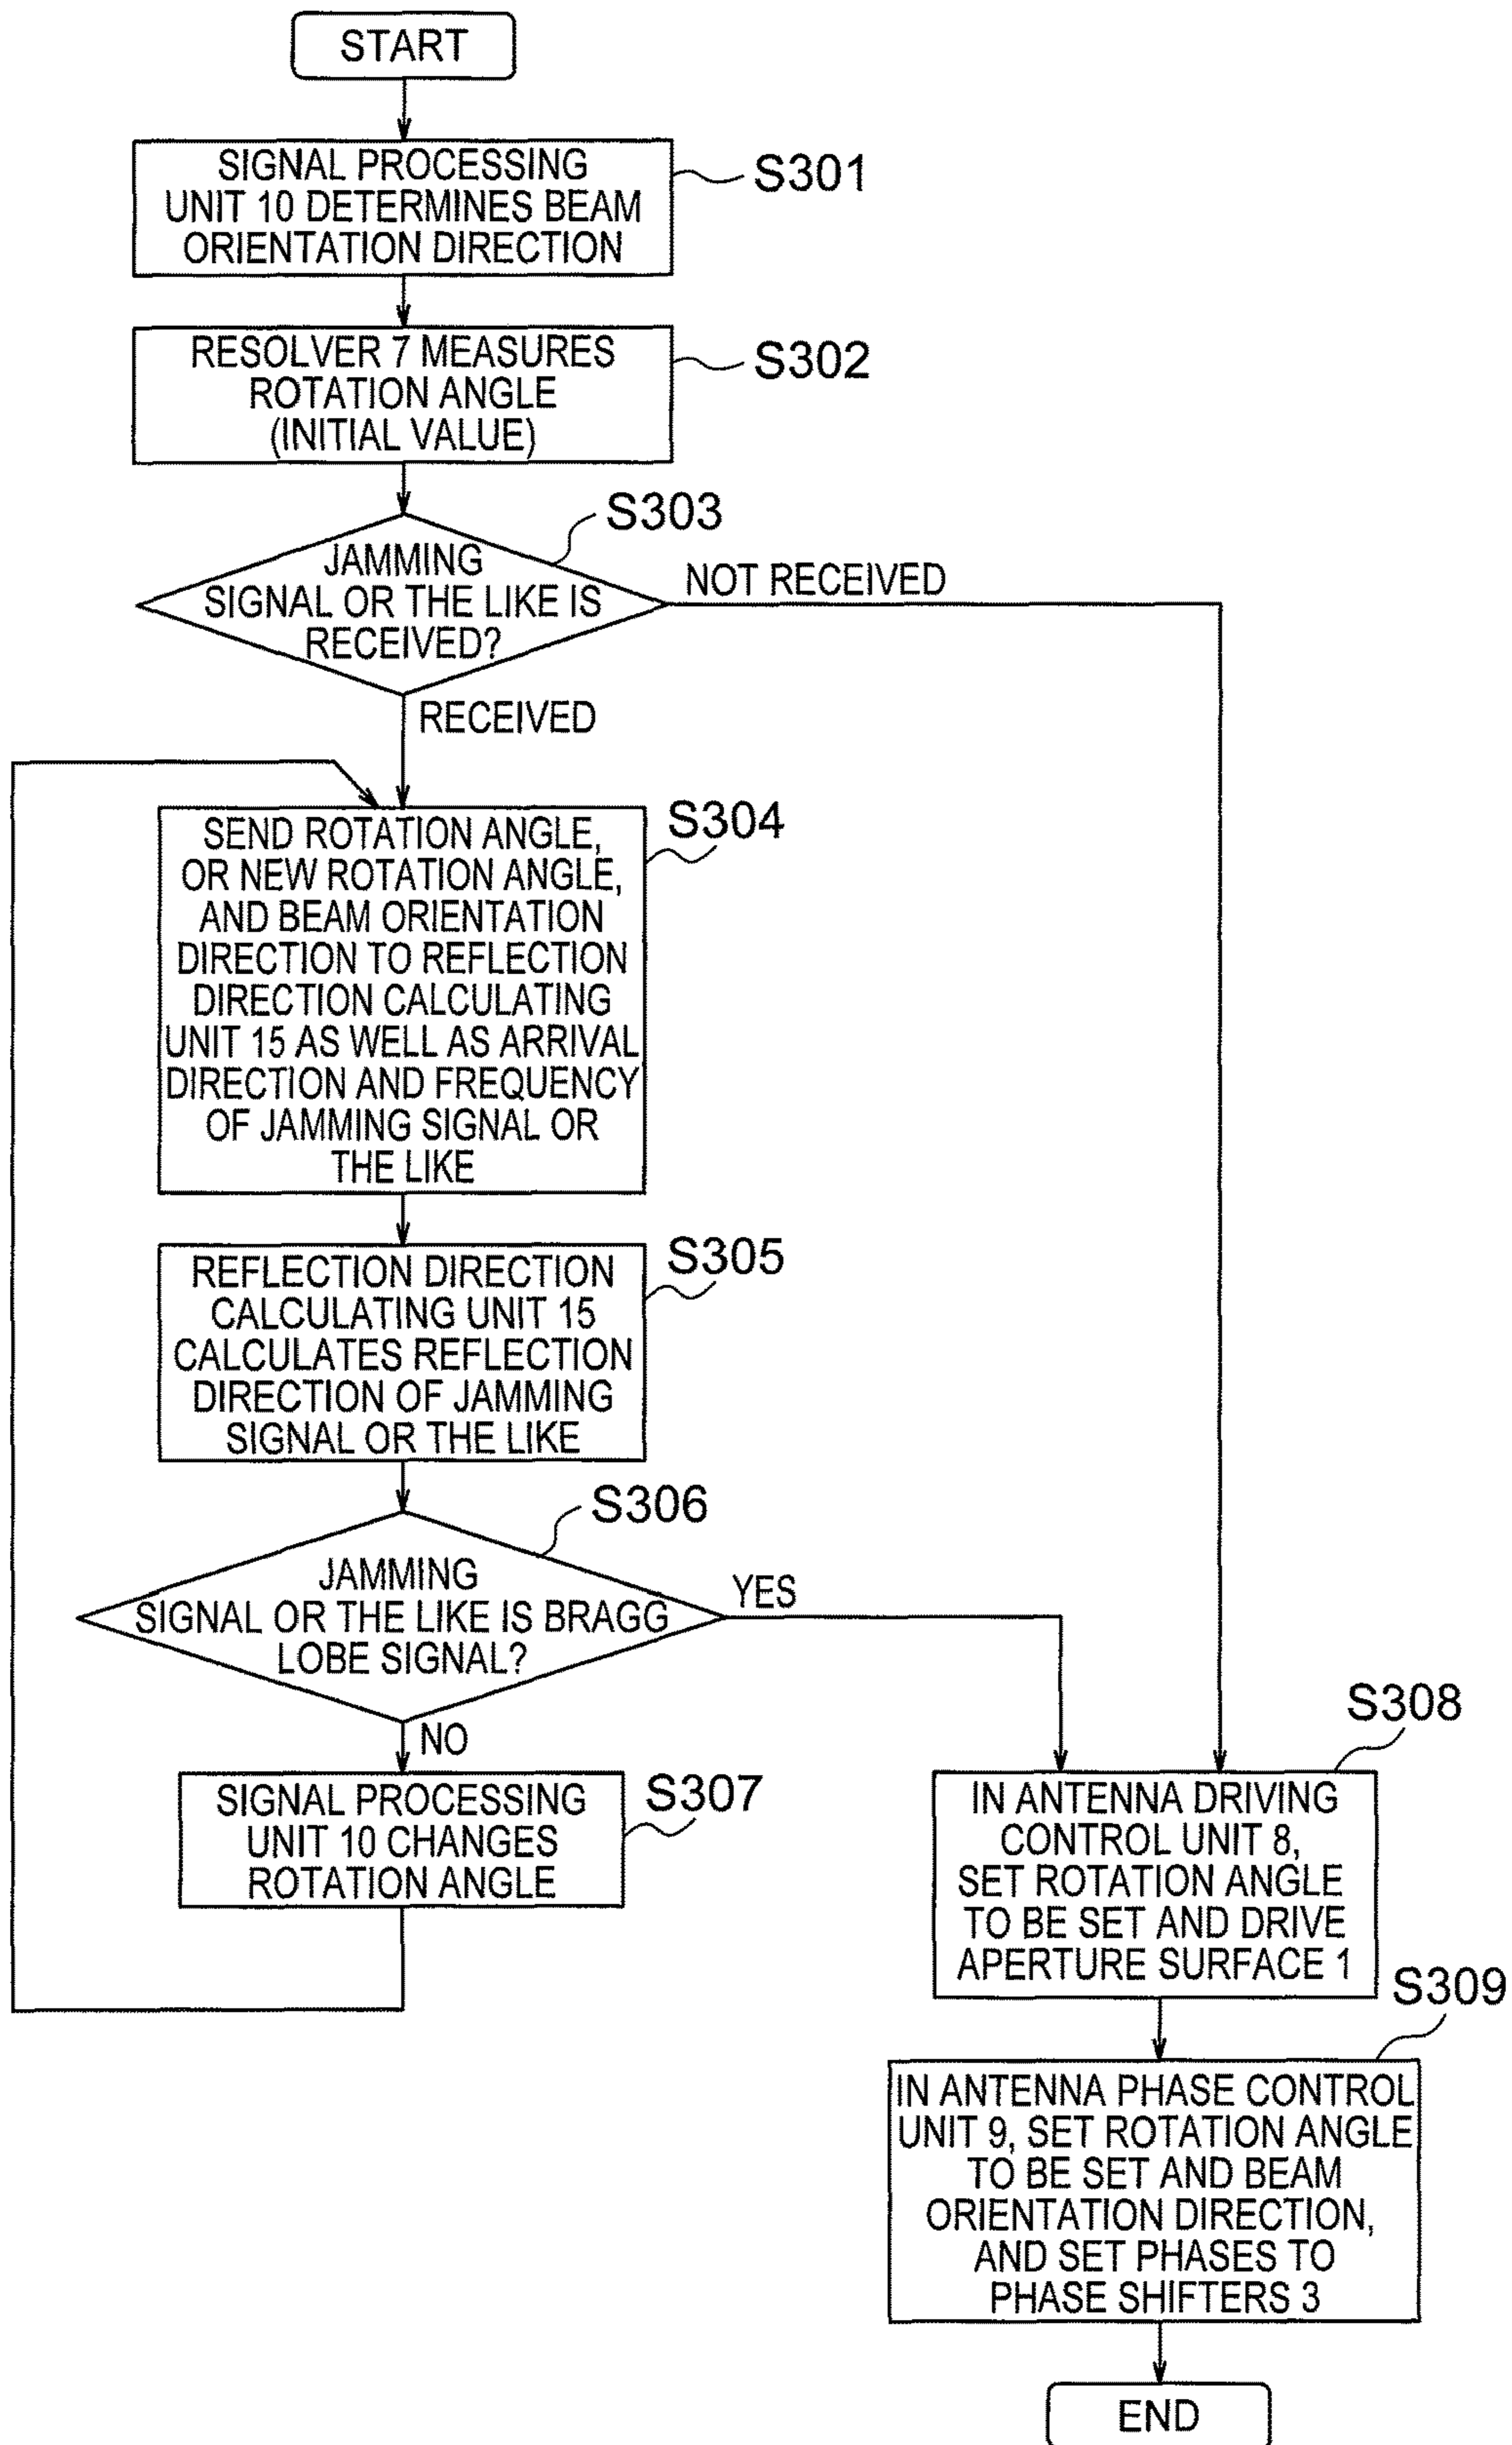 START
SIGNAL PROCESSING
UNIT 10 DETERMINES BEAM
ORIENTATION DIRECTION
S301
RESOLVER 7 MEASURES
ROTATION ANGLE
(INITIAL VALUE)
S302
S303
JAMMING
SIGNAL OR THE LIKE IS
RECEIVED?
NOT RECEIVED
RECEIVED
SEND ROTATION ANGLE,
OR NEW ROTATION ANGLE,
AND BEAM ORIENTATION
DIRECTION TO REFLECTION
DIRECTION CALCULATING
UNIT 15 AS WELL AS ARRIVAL
DIRECTION AND FREQUENCY
OF JAMMING SIGNAL OR
THE LIKE
S304
REFLECTION DIRECTION
CALCULATING UNIT 15
CALCULATES REFLECTION
DIRECTION OF JAMMING
SIGNAL OR THE LIKE
S305
S306
JAMMING
SIGNAL OR THE LIKE IS BRAGG
LOBE SIGNAL?
YES
NO
SIGNAL PROCESSING
UNIT 10 CHANGES
ROTATION ANGLE
S307
S308
IN ANTENNA DRIVING
CONTROL UNIT 8,
SET ROTATION ANGLE
TO BE SET AND DRIVE
APERTURE SURFACE 1
S309
IN ANTENNA PHASE CONTROL
UNIT 9, SET ROTATION ANGLE
TO BE SET AND BEAM
ORIENTATION DIRECTION,
AND SET PHASES TO
PHASE SHIFTERS 3
END